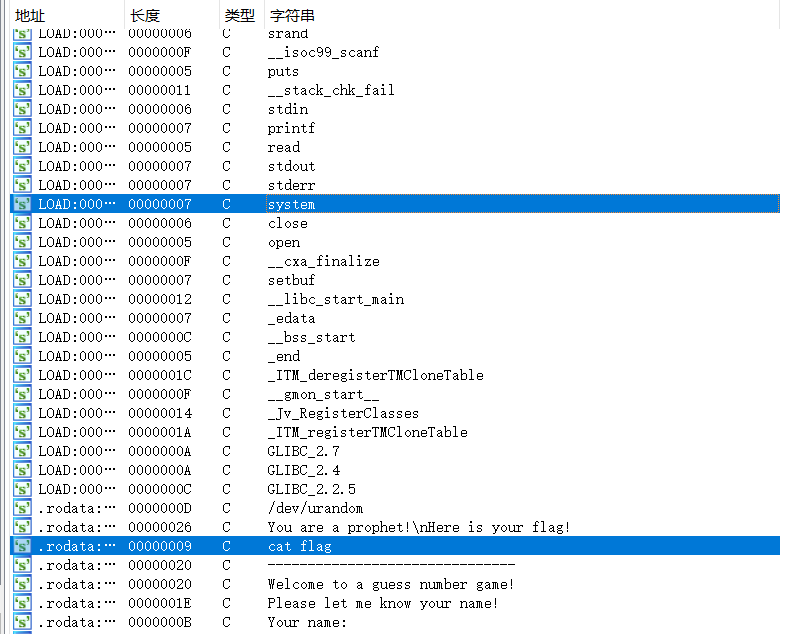 地址 长度 类型 字符串
LOAD:000… 00000006 C srand
LOAD:000… 0000000F C __isoc99_scanf
LOAD:000… 00000005 C puts
LOAD:000… 00000011 C __stack_chk_fail
LOAD:000… 00000006 C stdin
LOAD:000… 00000007 C printf
LOAD:000… 00000005 C read
LOAD:000… 00000007 C stdout
LOAD:000… 00000007 C stderr
LOAD:000… 00000007 C system
LOAD:000… 00000006 C close
LOAD:000… 00000005 C open
LOAD:000… 0000000F C __cxa_finalize
LOAD:000… 00000007 C setbuf
LOAD:000… 00000012 C __libc_start_main
LOAD:000… 00000007 C _edata
LOAD:000… 0000000C C __bss_start
LOAD:000… 00000005 C _end
LOAD:000… 0000001C C _ITM_deregisterTMCloneTable
LOAD:000… 0000000F C __gmon_start__
LOAD:000… 00000014 C _Jv_RegisterClasses
LOAD:000… 0000001A C _ITM_registerTMCloneTable
LOAD:000… 0000000A C GLIBC_2.7
LOAD:000… 0000000A C GLIBC_2.4
LOAD:000… 0000000C C GLIBC_2.2.5
.rodata:… 0000000D C /dev/urandom
.rodata:… 00000026 C You are a prophet!\nHere is your flag!
.rodata:… 00000009 C cat flag
.rodata:… 00000020 C -------------------------------
.rodata:… 00000020 C Welcome to a guess number game!
.rodata:… 0000001E C Please let me know your name!
.rodata:… 0000000B C Your name: